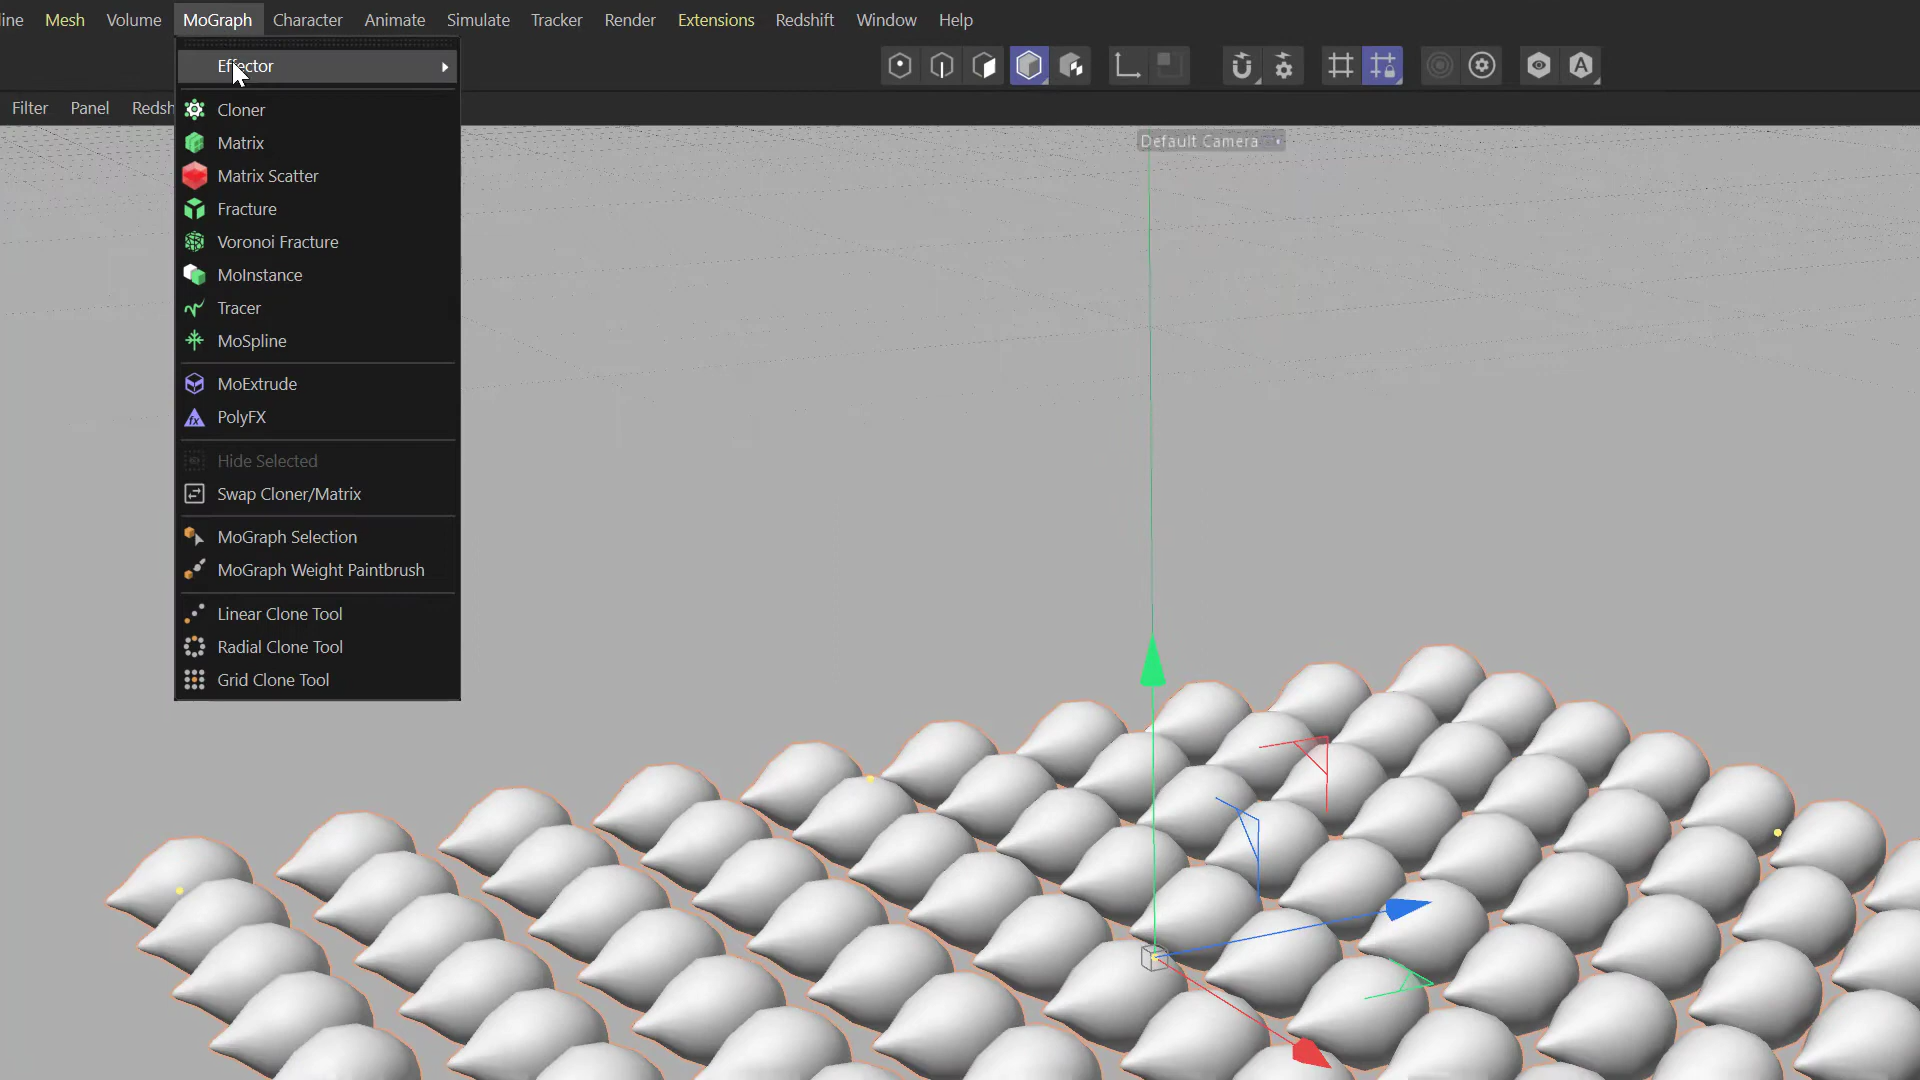 Mesh
Volume
MoGraph
Character
Animate
Simulate
Tracker
Render
Extensions
Redshift
Window
Help
Filter
Panel
Effector
Cloner
Matrix
Matrix Scatter
Fracture
Voronoi Fracture
MoInstance
Tracer
MoSpline
MoExtrude
PolyFX
Hide Selected
Swap Cloner/Matrix
MoGraph Selection
MoGraph Weight Paintbrush
Linear Clone Tool
Radial Clone Tool
Grid Clone Tool
Default Camera